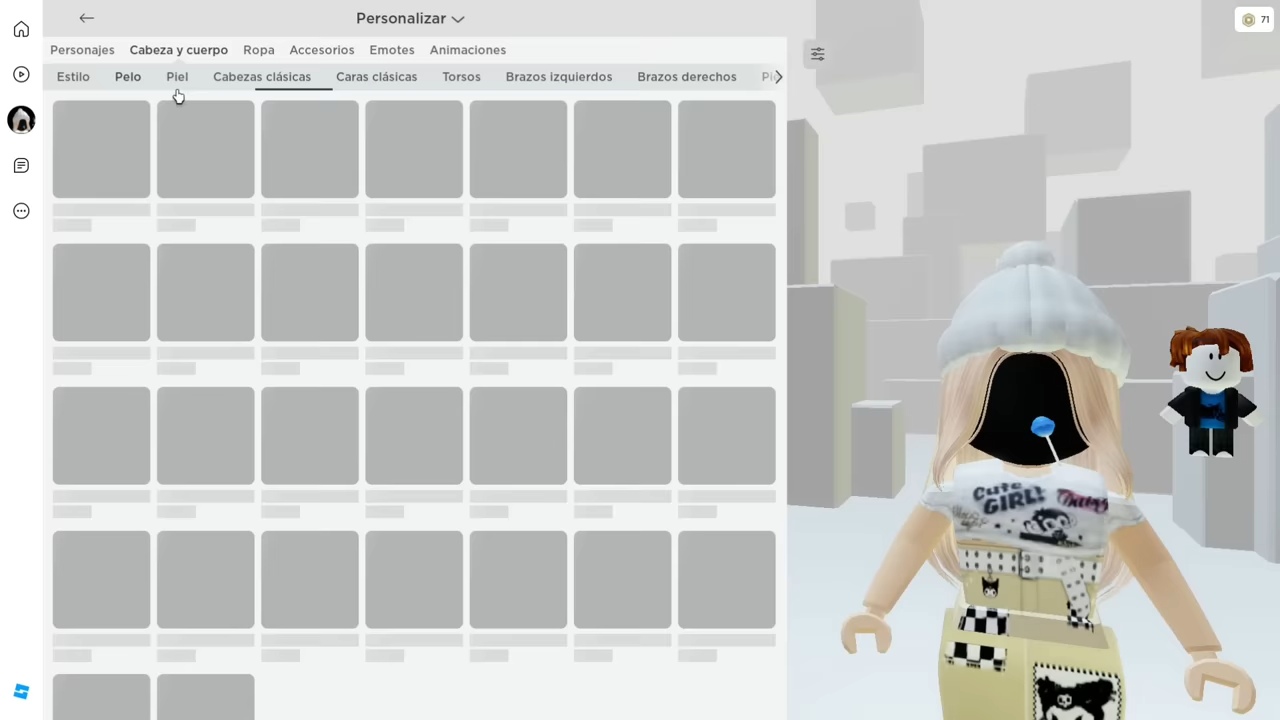 Personalizar
71
Personajes Cabeza y cuerpo Ropa Accesorios Emotes Animaciones
Estilo Pelo Piel Cabezas clásicas Caras clásicas Torsos Brazos izquierdos Brazos derechos
Cute
GIRL!